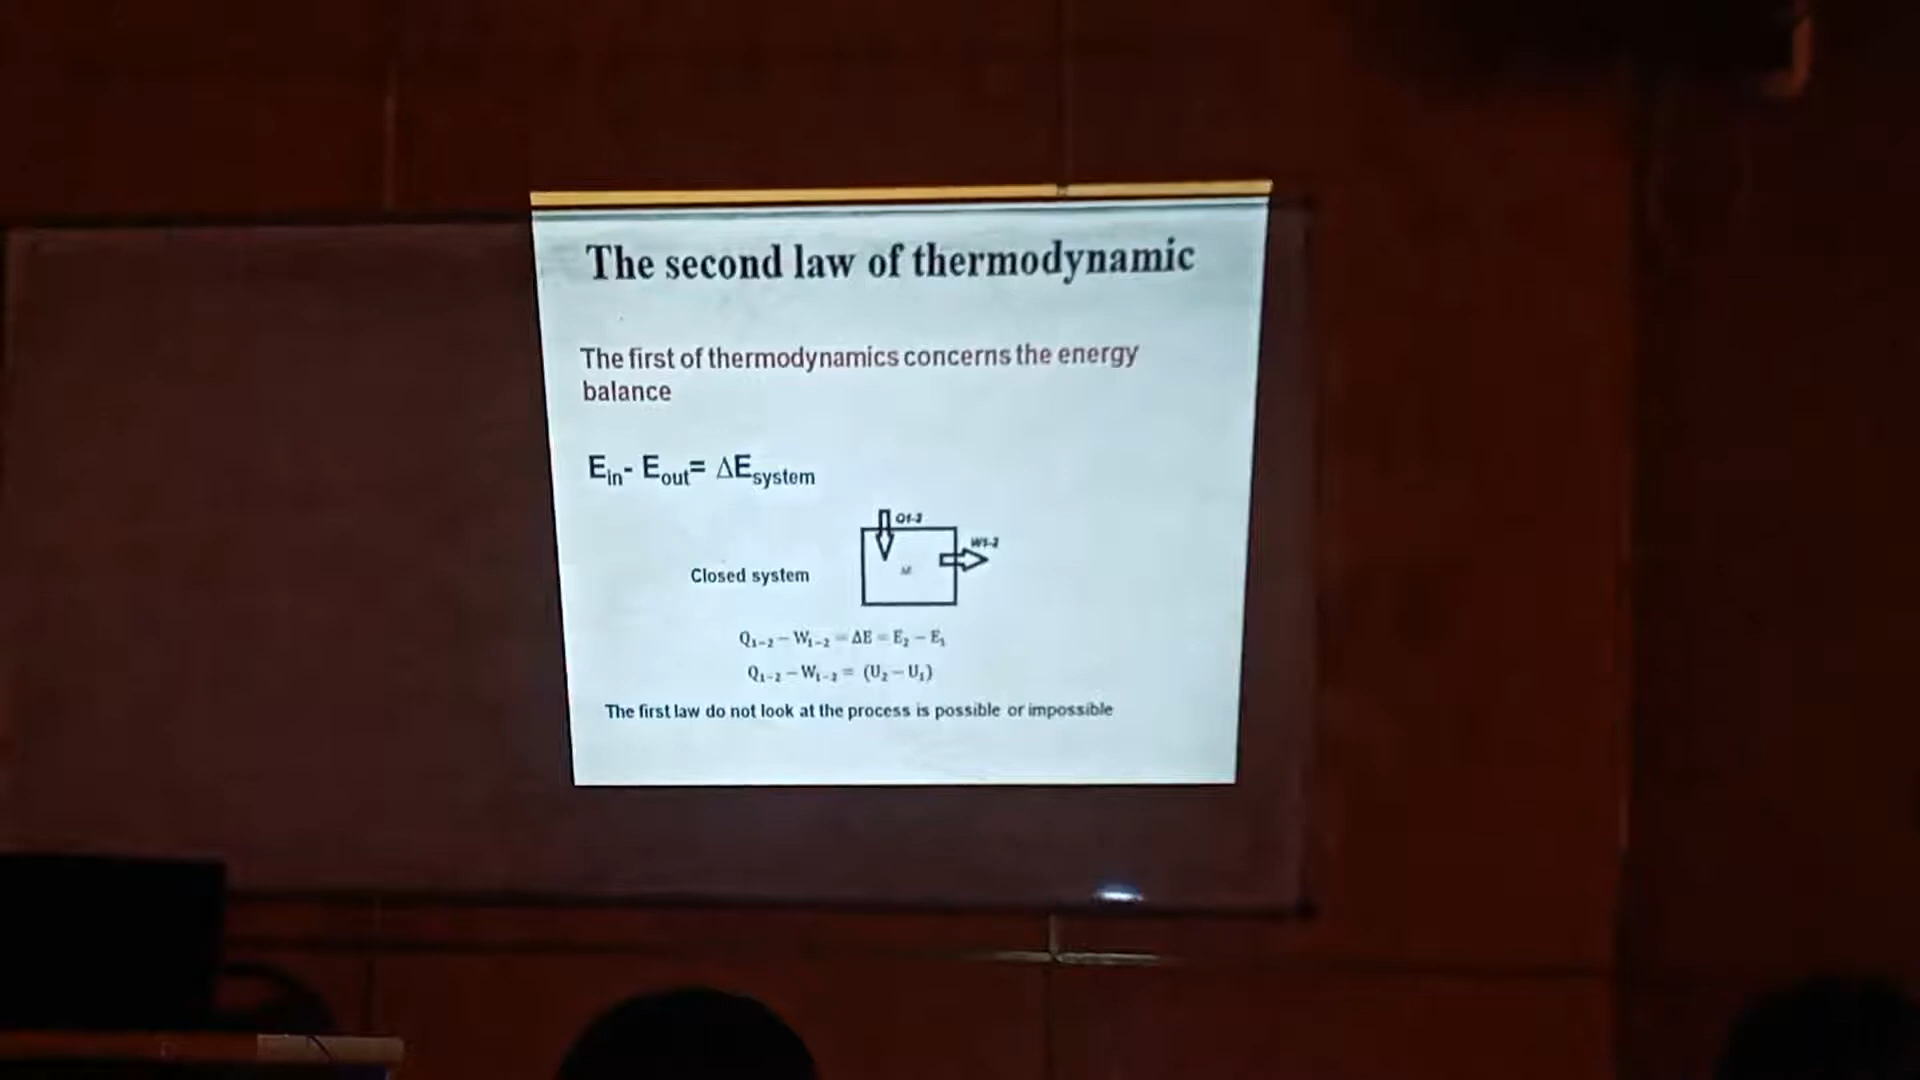 The second law of thermodynamic
The first of thermodynamics concerns the energy
balance
Ein- Eout= ΔEsystem
Q1-2
W1-2
M
Closed system
Q₁₋₂ − W₁₋₂ = ΔE = E₂ − E₁
Q₁₋₂ − W₁₋₂ = (U₂ − U₁)
The first law do not look at the process is possible or impossible